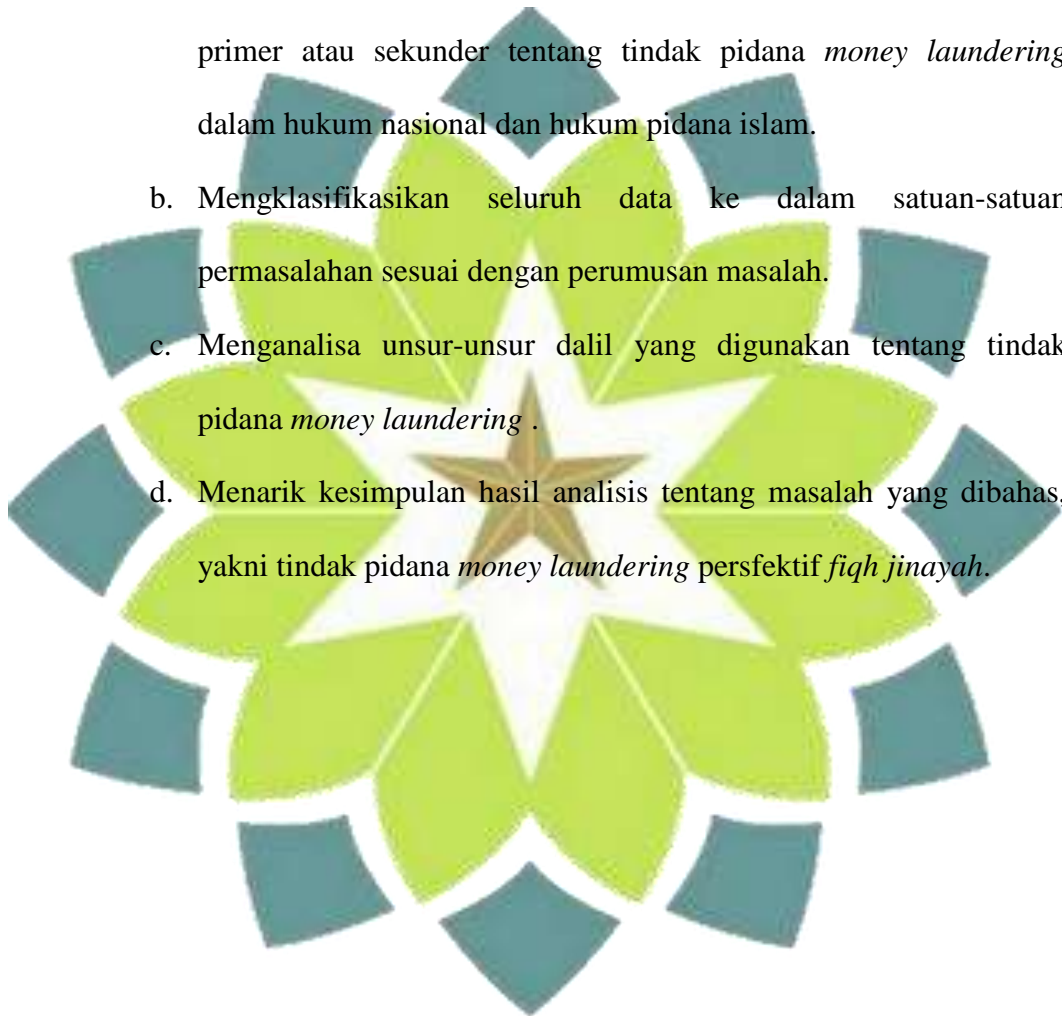 primer atau sekunder tentang tindak pidana money laundering
dalam hukum nasional dan hukum pidana islam.
b. Mengklasifikasikan seluruh data ke dalam satuan-satuan
permasalahan sesuai dengan perumusan masalah.
c. Menganalisa unsur-unsur dalil yang digunakan tentang tindak
pidana money laundering .
d. Menarik kesimpulan hasil analisis tentang masalah yang dibahas,
yakni tindak pidana money laundering persfektif fiqh jinayah.